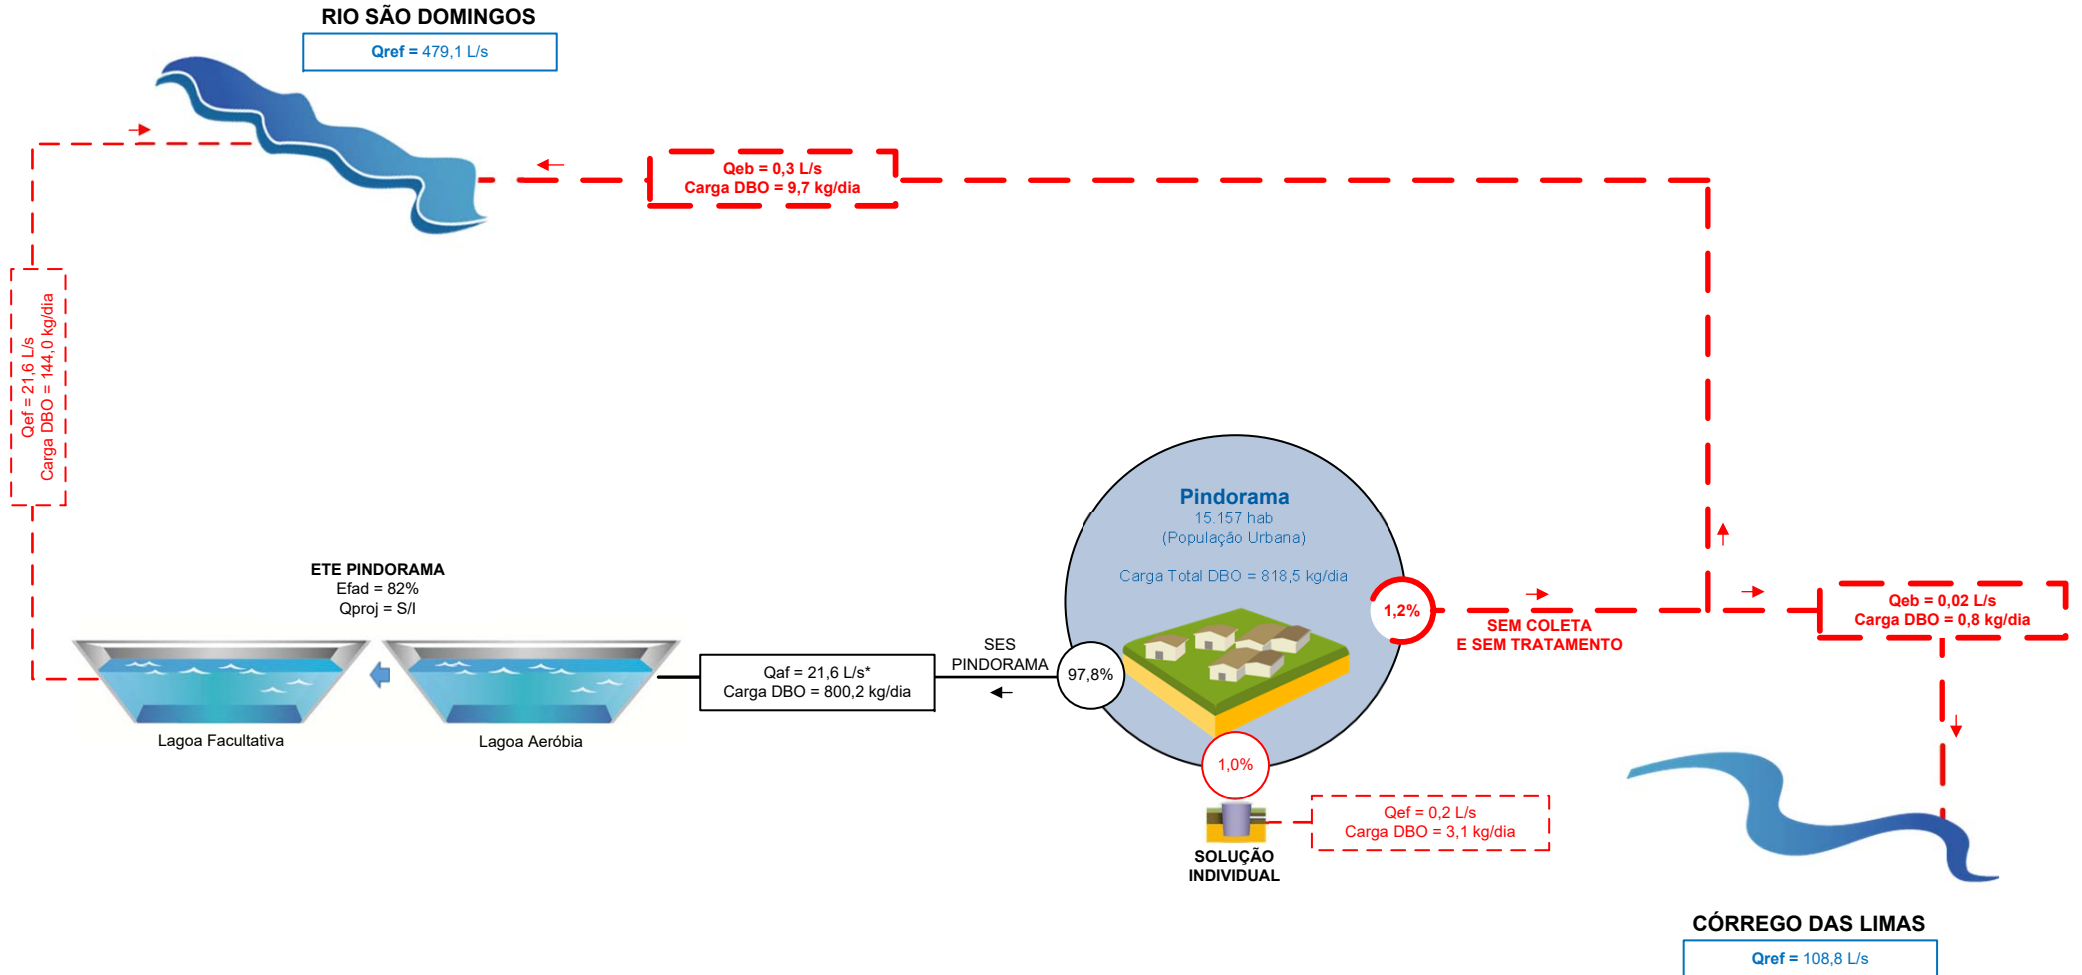 RIO SÃO DOMINGOS
Qref = 479,1 L/s
Qeb = 0,3 L/s
Carga DBO = 9,7 kg/dia
Qef = 21,6 L/s
Carga DBO = 144,0 kg/dia
Pindorama
15.157 hab
(População Urbana)
Carga Total DBO = 818,5 kg/dia
ETE PINDORAMA
Efad = 82%
Qproj = S/I
1,2%
SEM COLETA
E SEM TRATAMENTO
Qeb = 0,02 L/s
Carga DBO = 0,8 kg/dia
SES
PINDORAMA
97,8%
Qaf = 21,6 L/s*
Carga DBO = 800,2 kg/dia
Lagoa Facultativa
Lagoa Aeróbia
1,0%
Qef = 0,2 L/s
Carga DBO = 3,1 kg/dia
SOLUÇÃO
INDIVIDUAL
CÓRREGO DAS LIMAS
Qref = 108,8 L/s